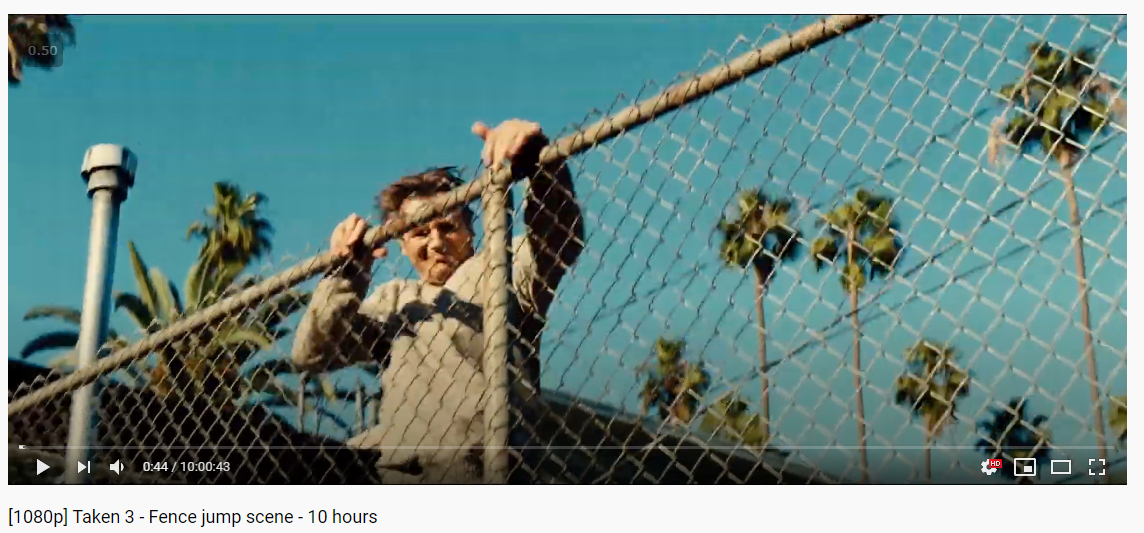 0.50
0:44 / 10:00:43
HD
[1080p] Taken 3 - Fence jump scene - 10 hours